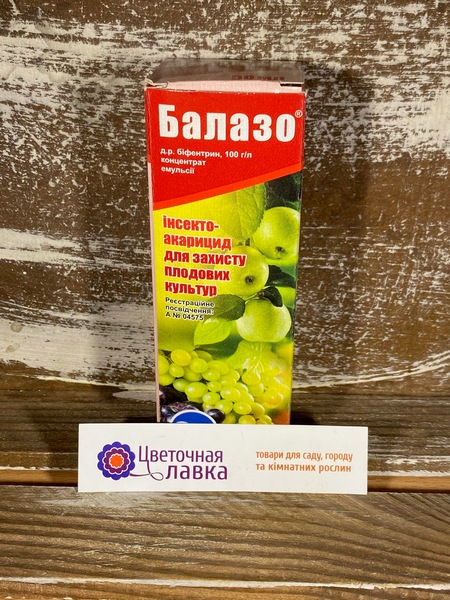 Балазо®
д.р. біфентрин, 100 г/л
концентрат
емульсії
інсекто-
акарицид
для захисту
плодових
культур
Реєстраційне
посвідчення:
А № 04575
Цветочная
лавка
товари для саду, городу
та кімнатних рослин